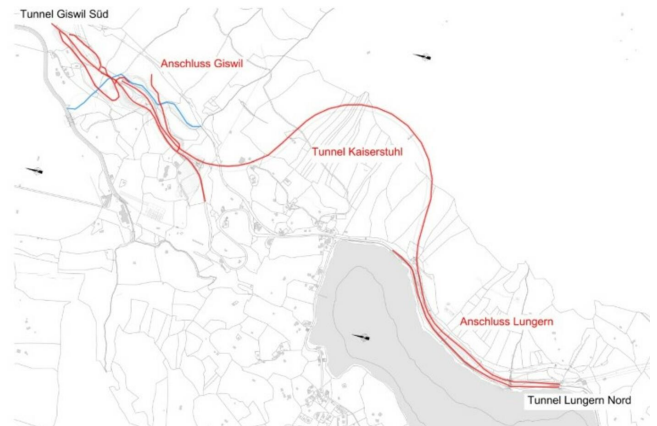 Tunnel Giswil Süd
Anschluss Giswil
Tunnel Kaiserstuhl
Anschluss Lungern
Tunnel Lungern Nord